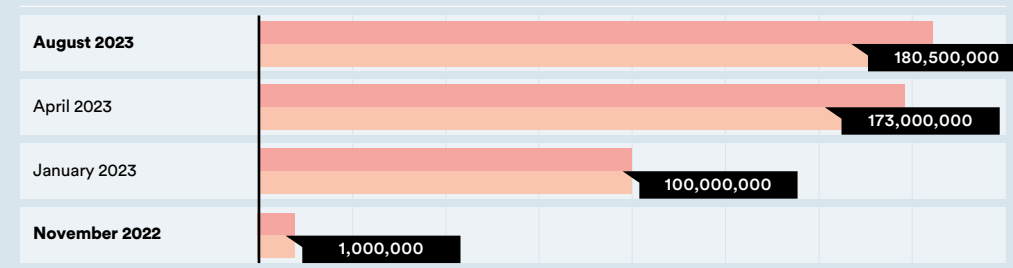 August 2023
180,500,000
April 2023
173,000,000
January 2023
100,000,000
November 2022
1,000,000